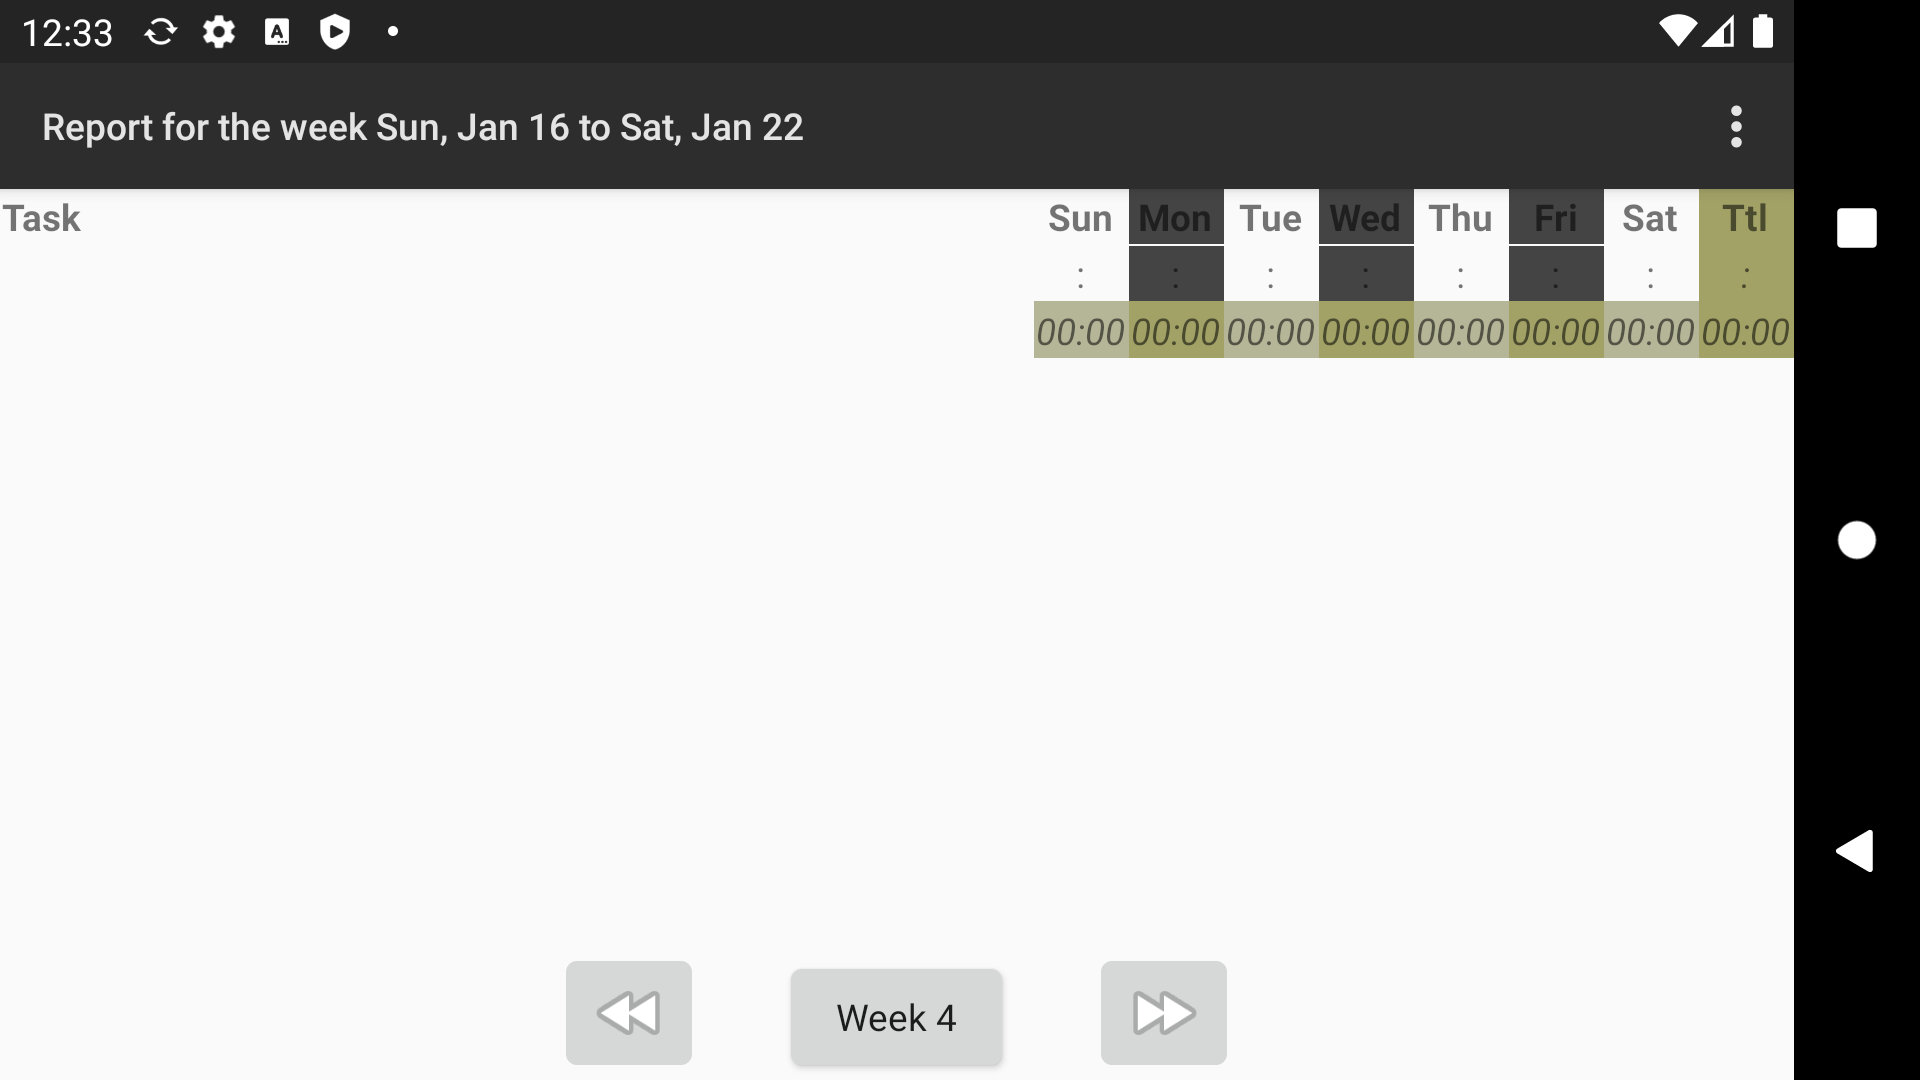 12:33
Report for the week Sun, Jan 16 to Sat, Jan 22
Task Sun Mon Tue Wed Thu Fri Sat Ttl
: : : : : : : :
00:00 00:00 00:00 00:00 00:00 00:00 00:00 00:00
Week 4